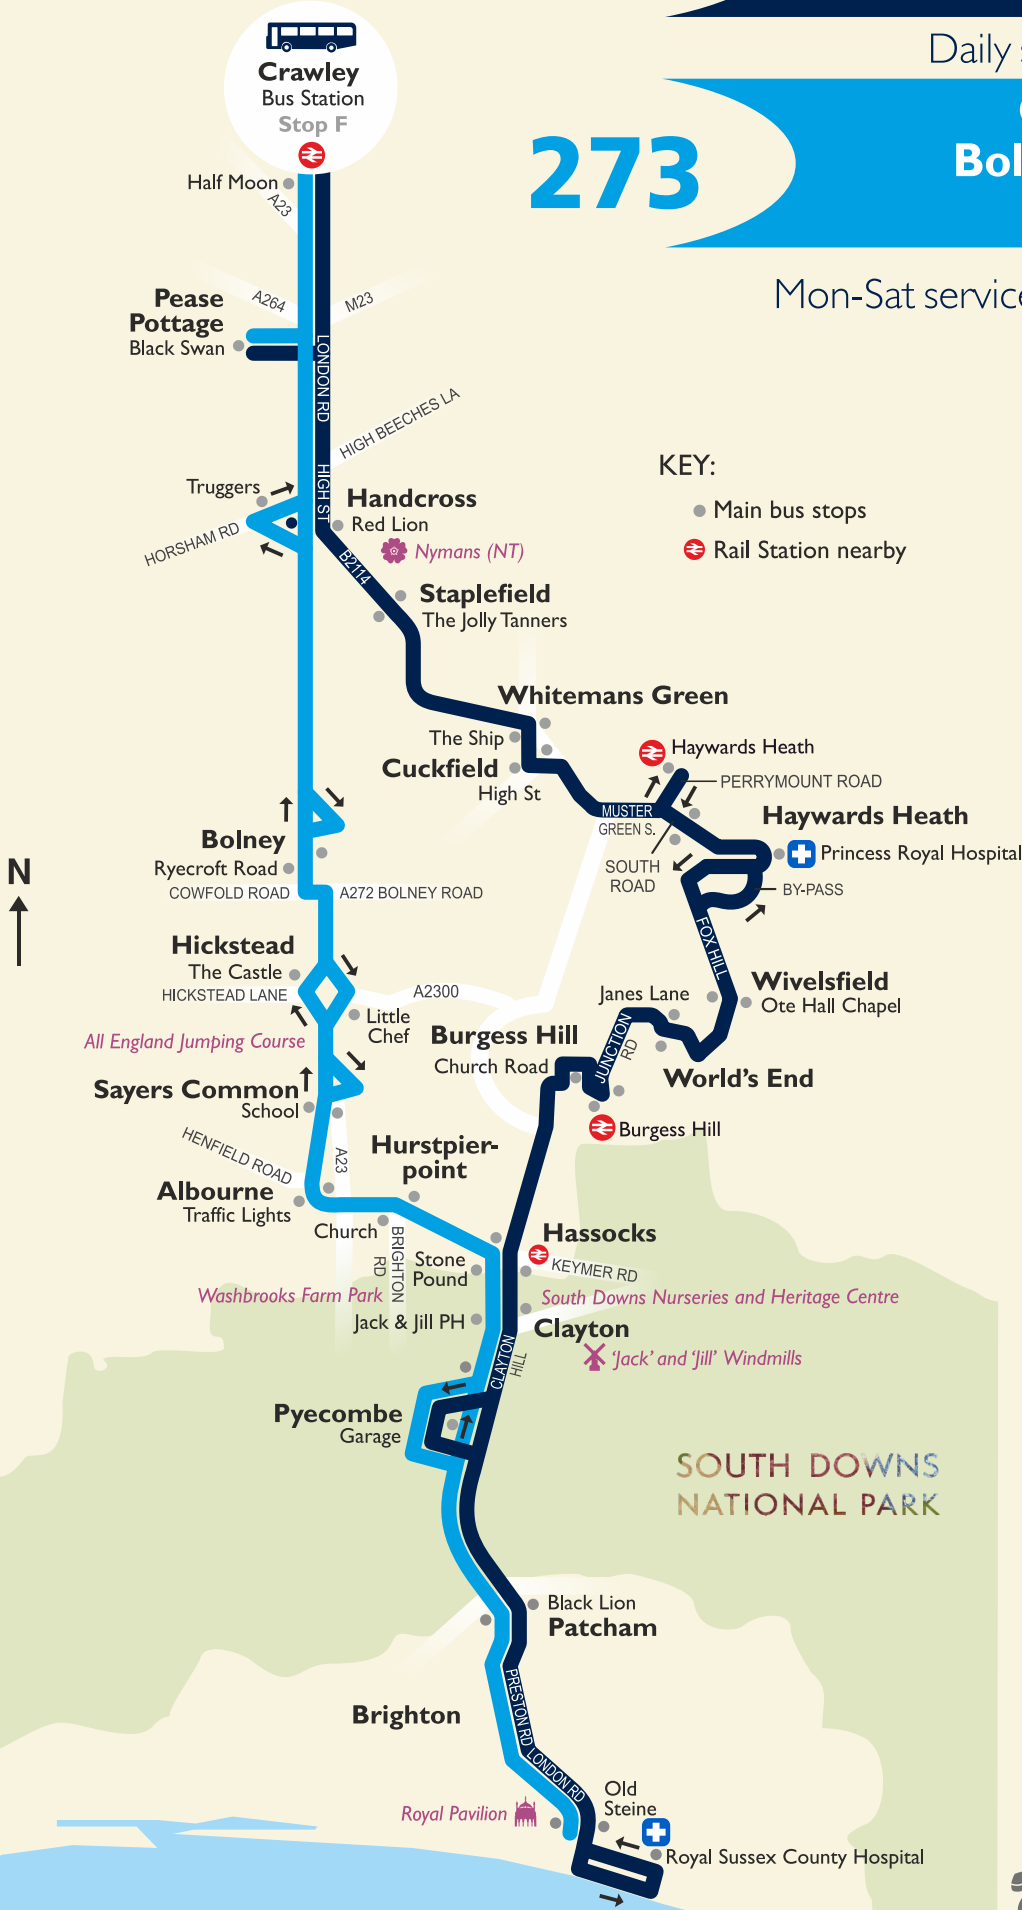 Crawley
Bus Station
Stop F
Daily
273
Bol
Mon-Sat service
Half Moon
A23
Pease
Pottage
Black Swan
A264
M23
LONDON RD
HIGH BEECHES LA
KEY:
Main bus stops
Rail Station nearby
Truggers
HORSHAM RD
HIGH ST
Handcross
Red Lion
Nymans (NT)
B2114
Staplefield
The Jolly Tanners
Whitemans Green
The Ship
Cuckfield
High St
Haywards Heath
PERRYMOUNT ROAD
MUSTER
GREEN S.
Haywards Heath
Princess Royal Hospital
SOUTH
ROAD
BY-PASS
FOX HILL
Bolney
Ryecroft Road
COWFOLD ROAD
A272 BOLNEY ROAD
N
Hickstead
The Castle
HICKSTEAD LANE
A2300
Little
Chef
All England Jumping Course
Wivelsfield
Ote Hall Chapel
Janes Lane
Burgess Hill
Church Road
JUNCTION
RD
World's End
Burgess Hill
Sayers Common
School
HENFIELD ROAD
A23
Hurstpier-
point
Albourne
Traffic Lights
Church
BRIGHTON
RD
Stone
Pound
Hassocks
KEYMER RD
Washbrooks Farm Park
South Downs Nurseries and Heritage Centre
Jack & Jill PH
Clayton
'Jack' and 'Jill' Windmills
CLAYTON
HILL
Pyecombe
Garage
SOUTH DOWNS
NATIONAL PARK
Black Lion
Patcham
PRESTON RD
Brighton
LONDON RD
Old
Steine
Royal Pavilion
Royal Sussex County Hospital